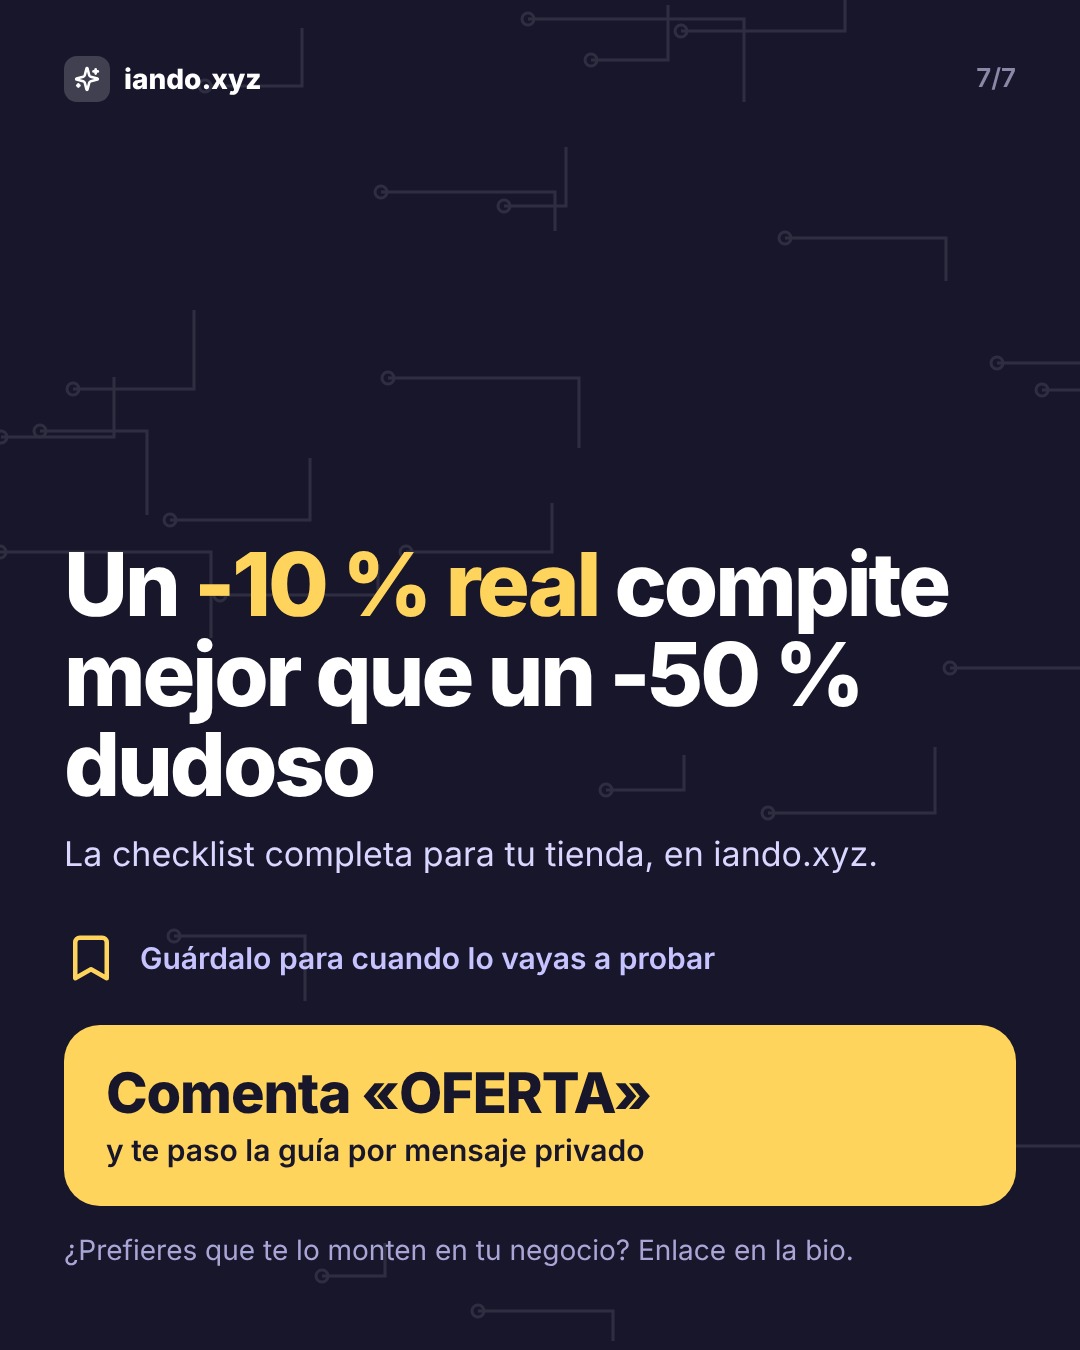 iando.xyz
7/7
Un -10 % real compite
mejor que un -50 %
dudoso
La checklist completa para tu tienda, en iando.xyz.
Guárdalo para cuando lo vayas a probar
Comenta «OFERTA»
y te paso la guía por mensaje privado
¿Prefieres que te lo monten en tu negocio? Enlace en la bio.